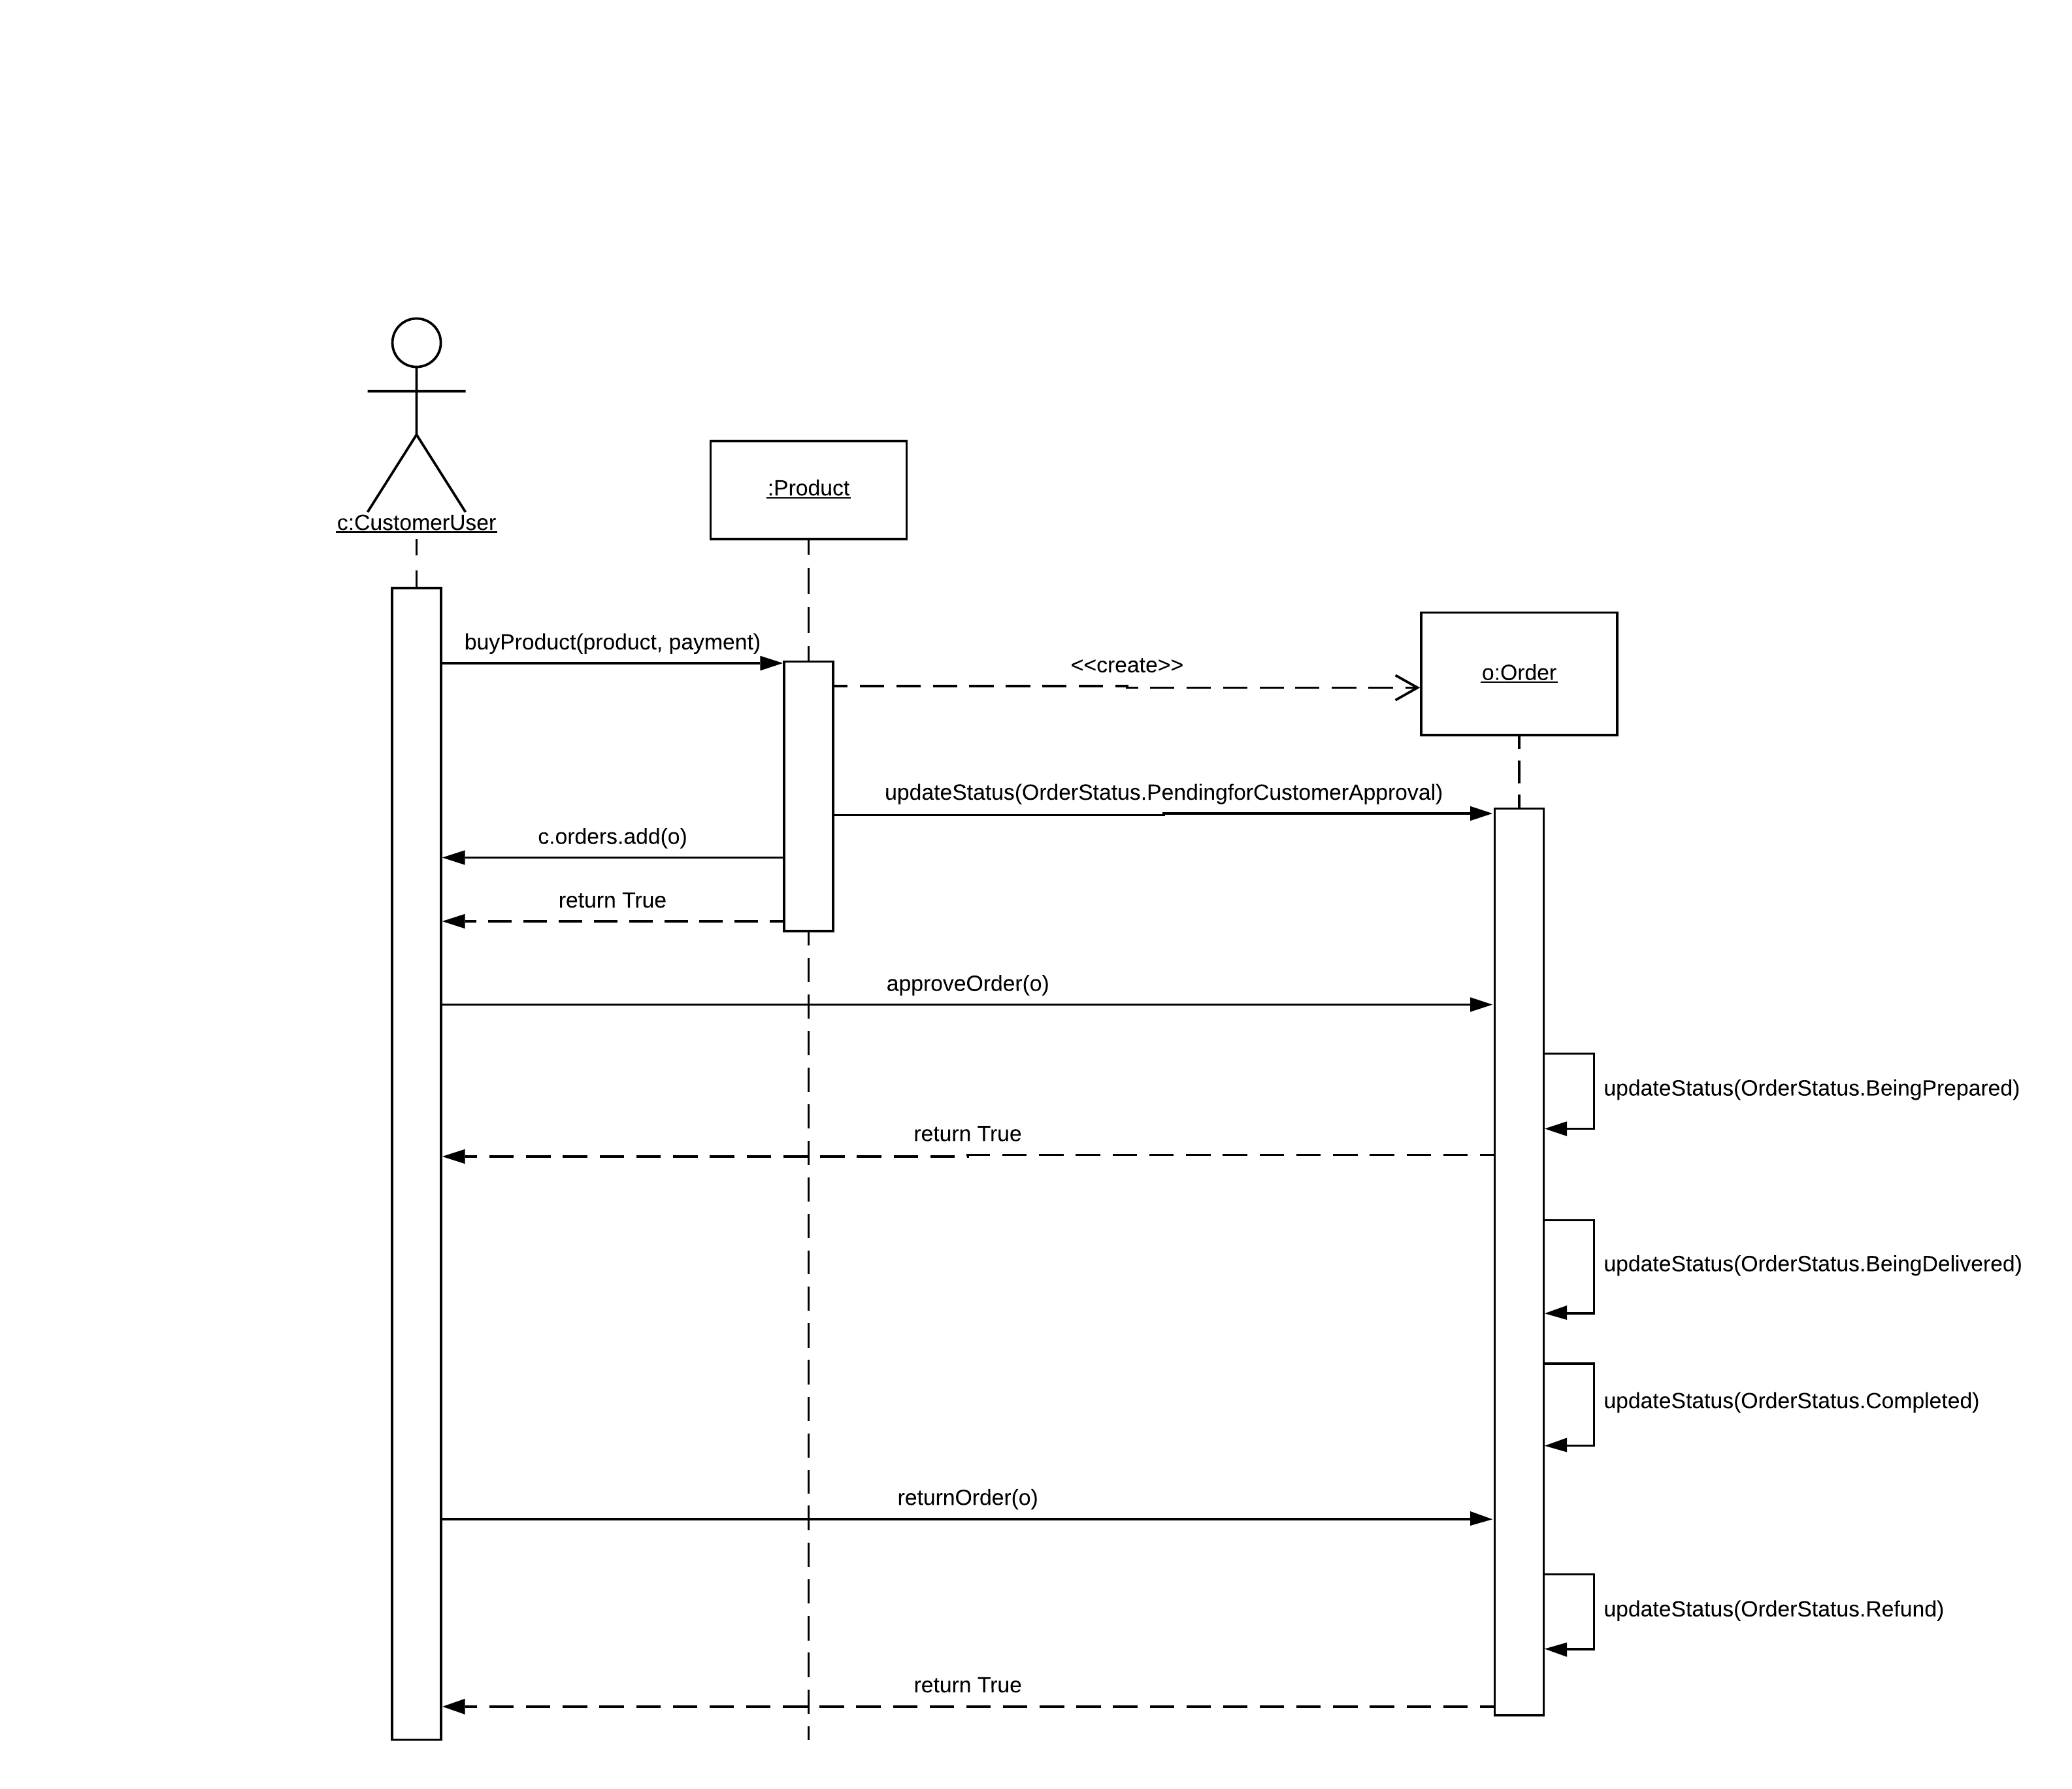 c:CustomerUser
:Product
buyProduct(product, payment)
<<create>>
o:Order
updateStatus(OrderStatus.PendingforCustomerApproval)
c.orders.add(o)
return True
approveOrder(o)
updateStatus(OrderStatus.BeingPrepared)
return True
updateStatus(OrderStatus.BeingDelivered)
updateStatus(OrderStatus.Completed)
returnOrder(o)
updateStatus(OrderStatus.Refund)
return True